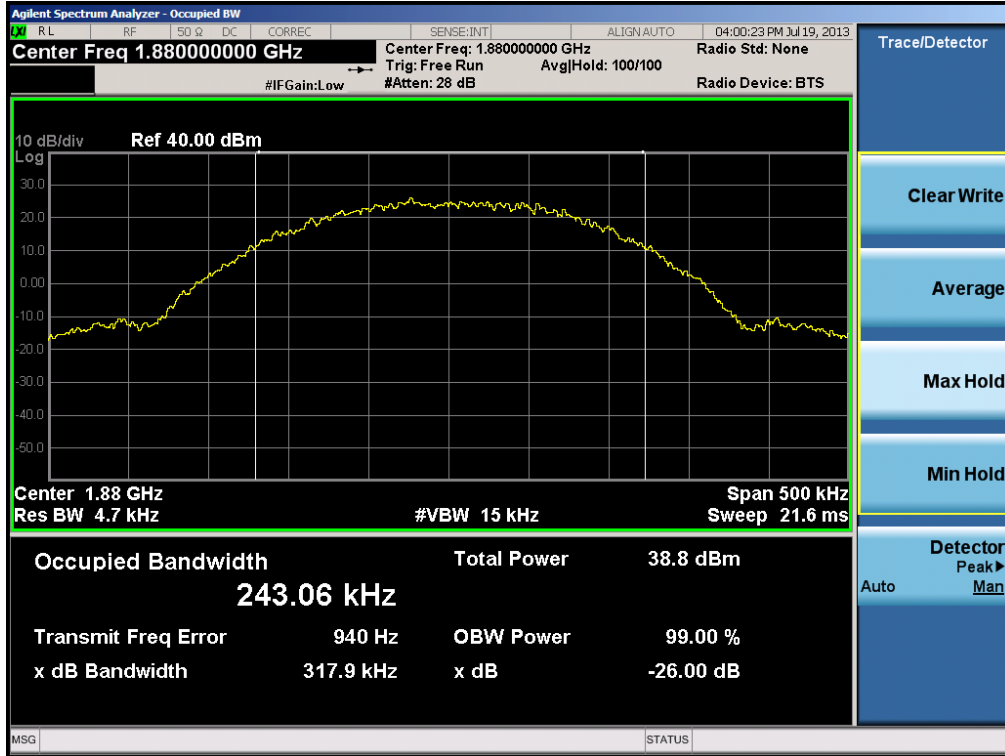 Agilent Spectrum Analyzer - Occupied BW
LXI RL RF 50 Ω DC CORREC SENSE:INT ALIGN AUTO 04:00:23 PM Jul 19, 2013
Center Freq 1.880000000 GHz
Center Freq: 1.880000000 GHz Radio Std: None
Trig: Free Run Avg|Hold: 100/100
#IFGain:Low #Atten: 28 dB Radio Device: BTS
10 dB/div Ref 40.00 dBm
Log
30.0
20.0
10.0
0.00
-10.0
-20.0
-30.0
-40.0
-50.0
Center 1.88 GHz Span 500 kHz
Res BW 4.7 kHz #VBW 15 kHz Sweep 21.6 ms
Occupied Bandwidth Total Power 38.8 dBm
243.06 kHz
Transmit Freq Error 940 Hz OBW Power 99.00 %
x dB Bandwidth 317.9 kHz x dB -26.00 dB
MSG STATUS
Trace/Detector
Clear Write
Average
Max Hold
Min Hold
Detector
Peak▶
Auto Man